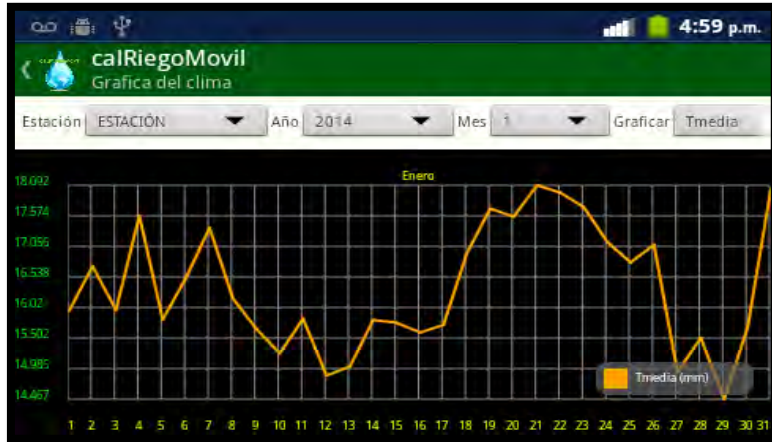 4:59 p.m.
calRiegoMovil
Grafica del clima
Estación ESTACIÓN Año 2014 Mes 1 Graficar Tmedia
Enero
18.092
17.574
17.055
16.538
16.02
15.502
14.985
14.467
Tmedia (mm)
1 2 3 4 5 6 7 8 9 10 11 12 13 14 15 16 17 18 19 20 21 22 23 24 25 26 27 28 29 30 31